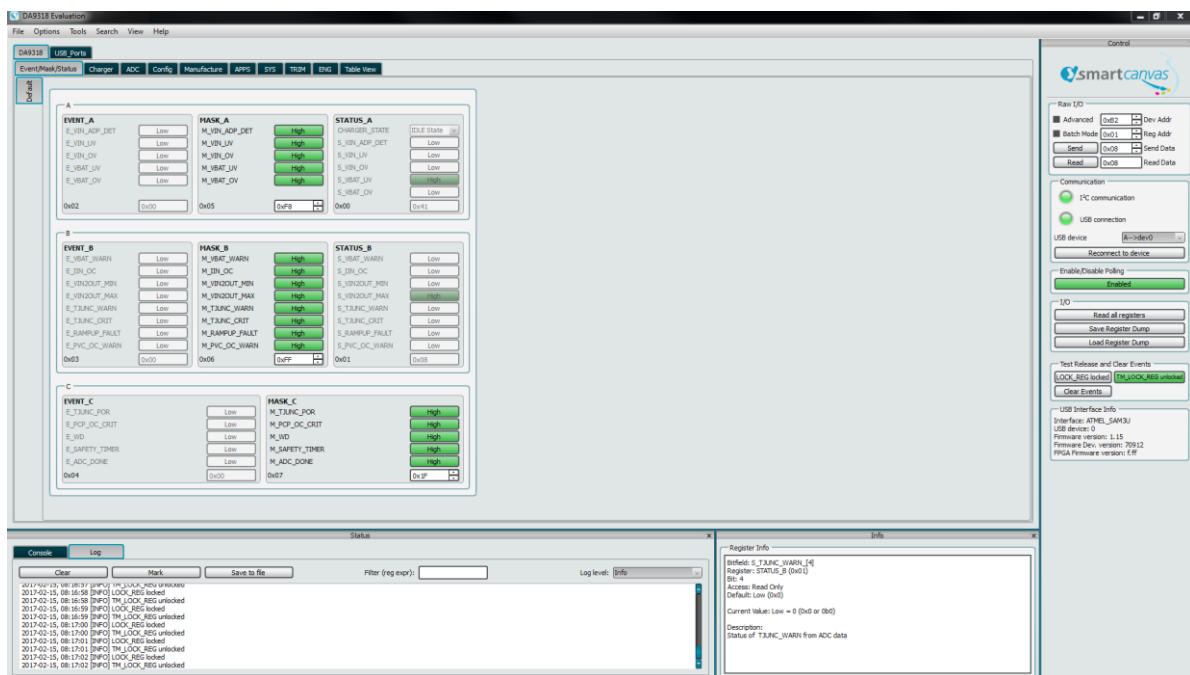 DA9318 Evaluation
File Options Tools Search View Help
DA9318 USB_Ports
Event/Mask/Status Charger ADC Config Manufacture APPS SYS TRIM ENG Table View
Default
A
EVENT_A MASK_A STATUS_A
E_VIN_ADP_DET Low M_VIN_ADP_DET High CHARGER_STATE IDLE State
E_VIN_UV Low M_VIN_UV High S_VIN_ADP_DET Low
E_VIN_OV Low M_VIN_OV High S_VIN_UV Low
E_VBAT_UV Low M_VBAT_UV High S_VIN_OV Low
E_VBAT_OV Low M_VBAT_OV High S_VBAT_UV High
S_VBAT_OV Low
0x02 0x00 0x05 0xF8 0x00 0x41
B
EVENT_B MASK_B STATUS_B
E_VBAT_WARN Low M_VBAT_WARN High S_VBAT_WARN Low
E_IIN_OC Low M_IIN_OC High S_IIN_OC Low
E_VIN2OUT_MIN Low M_VIN2OUT_MIN High S_VIN2OUT_MIN Low
E_VIN2OUT_MAX Low M_VIN2OUT_MAX High S_VIN2OUT_MAX High
E_TJUNC_WARN Low M_TJUNC_WARN High S_TJUNC_WARN Low
E_TJUNC_CRIT Low M_TJUNC_CRIT High S_TJUNC_CRIT Low
E_RAMPUP_FAULT Low M_RAMPUP_FAULT High S_RAMPUP_FAULT Low
E_PVC_OC_WARN Low M_PVC_OC_WARN High S_PVC_OC_WARN Low
0x03 0x00 0x06 0xFF 0x01 0x08
C
EVENT_C MASK_C
E_TJUNC_POR Low M_TJUNC_POR High
E_PCP_OC_CRIT Low M_PCP_OC_CRIT High
E_WD Low M_WD High
E_SAFETY_TIMER Low M_SAFETY_TIMER High
E_ADC_DONE Low M_ADC_DONE High
0x04 0x00 0x07 0x1F
Control
smartcanvas
Raw I/O
Advanced 0xB2 Dev Addr
Batch Mode 0x01 Reg Addr
Send 0x08 Send Data
Read 0x08 Read Data
Communication
I²C communication
USB connection
USB device A-->dev0
Reconnect to device
Enable/Disable Polling
Enabled
I/O
Read all registers
Save Register Dump
Load Register Dump
Test Release and Clear Events
LOCK_REG locked TM_LOCK_REG unlocked
Clear Events
USB Interface Info
Interface: ATMEL_SAM3U
USB device: 0
Firmware version: 1.15
Firmware Dev. version: 70912
FPGA Firmware version: f.ff
Status
Console Log
Clear Mark Save to file Filter (reg expr): Log level: Info
2017-02-15, 08:16:57 [INFO] TM_LOCK_REG unlocked
2017-02-15, 08:16:58 [INFO] LOCK_REG locked
2017-02-15, 08:16:58 [INFO] TM_LOCK_REG unlocked
2017-02-15, 08:16:59 [INFO] LOCK_REG locked
2017-02-15, 08:16:59 [INFO] TM_LOCK_REG unlocked
2017-02-15, 08:17:00 [INFO] LOCK_REG locked
2017-02-15, 08:17:00 [INFO] TM_LOCK_REG unlocked
2017-02-15, 08:17:01 [INFO] LOCK_REG locked
2017-02-15, 08:17:01 [INFO] TM_LOCK_REG unlocked
2017-02-15, 08:17:02 [INFO] LOCK_REG locked
2017-02-15, 08:17:02 [INFO] TM_LOCK_REG unlocked
Info
Register Info
Bitfield: S_TJUNC_WARN_[4]
Register: STATUS_B (0x01)
Bit: 4
Access: Read Only
Default: Low (0x0)
Current Value: Low = 0 (0x0 or 0b0)
Description:
Status of TJUNC_WARN from ADC data